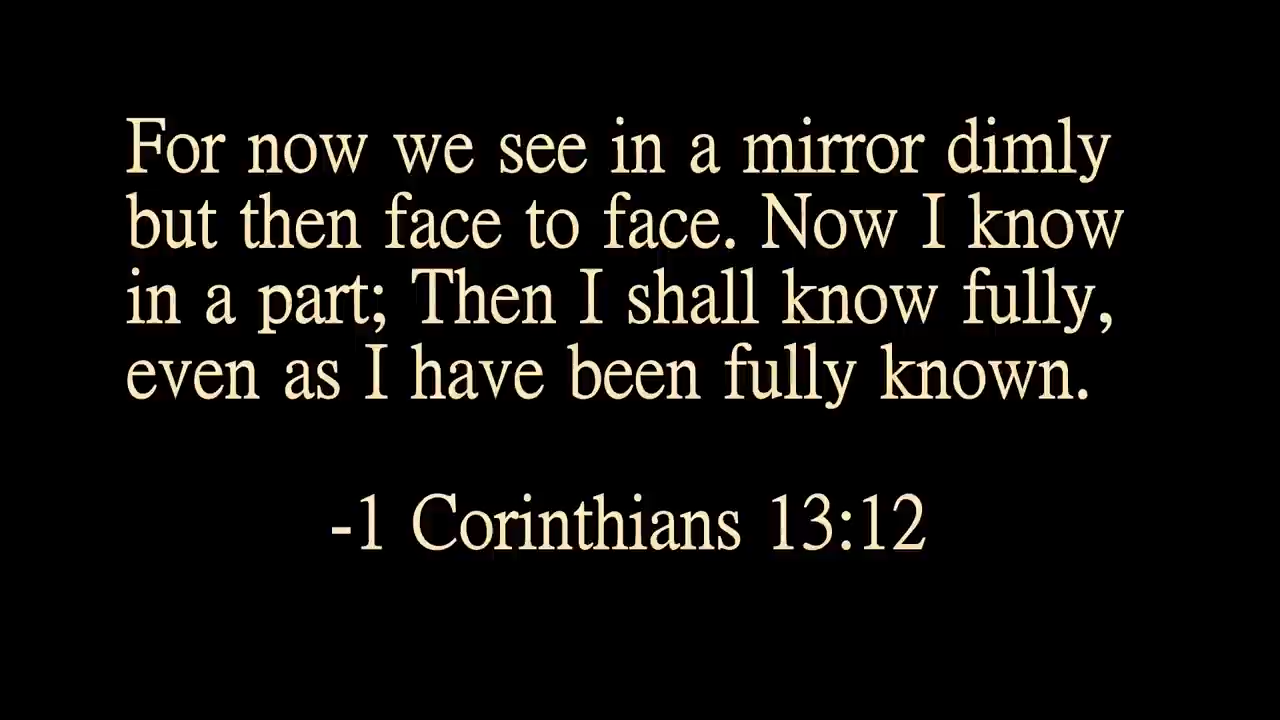 For now we see in a mirror dimly
but then face to face. Now I know
in a part; Then I shall know fully,
even as I have been fully known.
-1 Corinthians 13:12